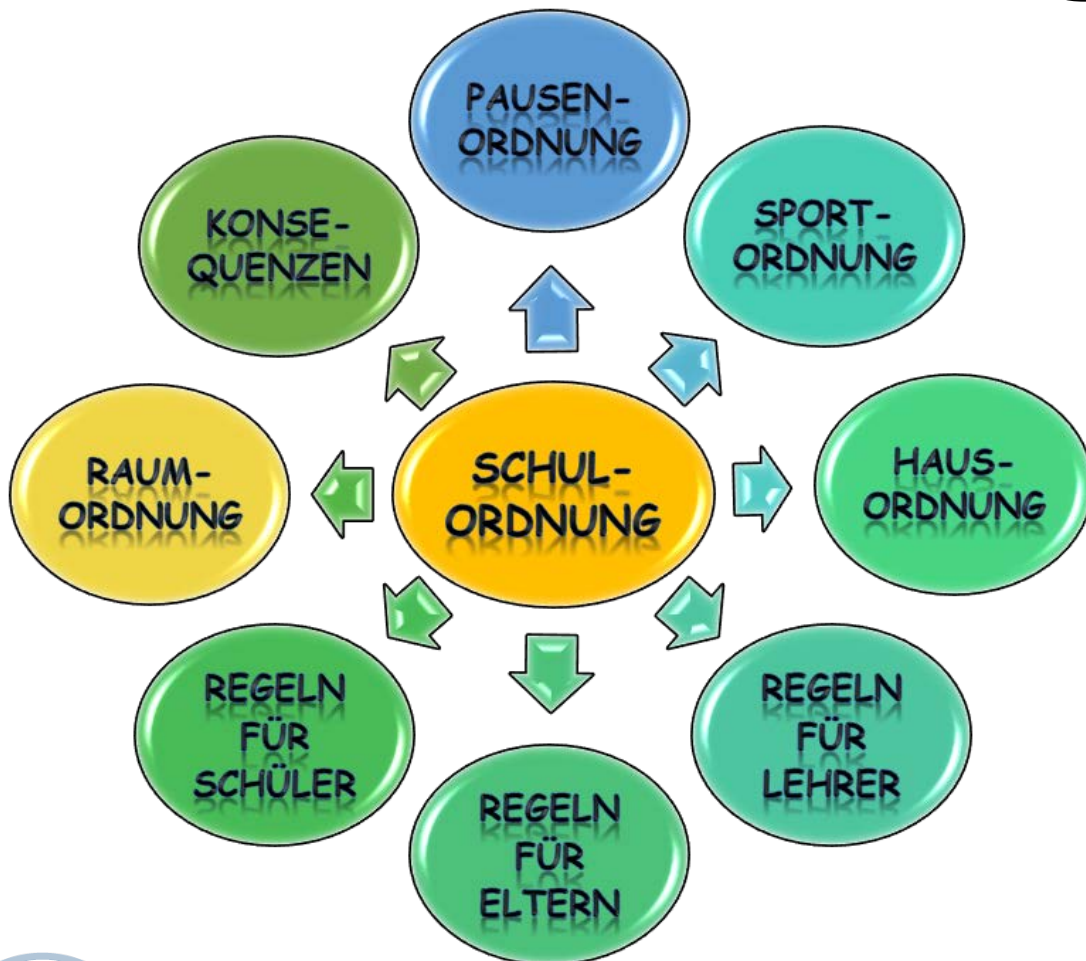 PAUSEN-
ORDNUNG
SPORT-
ORDNUNG
HAUS-
ORDNUNG
REGELN
FÜR
LEHRER
REGELN
FÜR
ELTERN
REGELN
FÜR
SCHÜLER
RAUM-
ORDNUNG
KONSE-
QUENZEN
SCHUL-
ORDNUNG